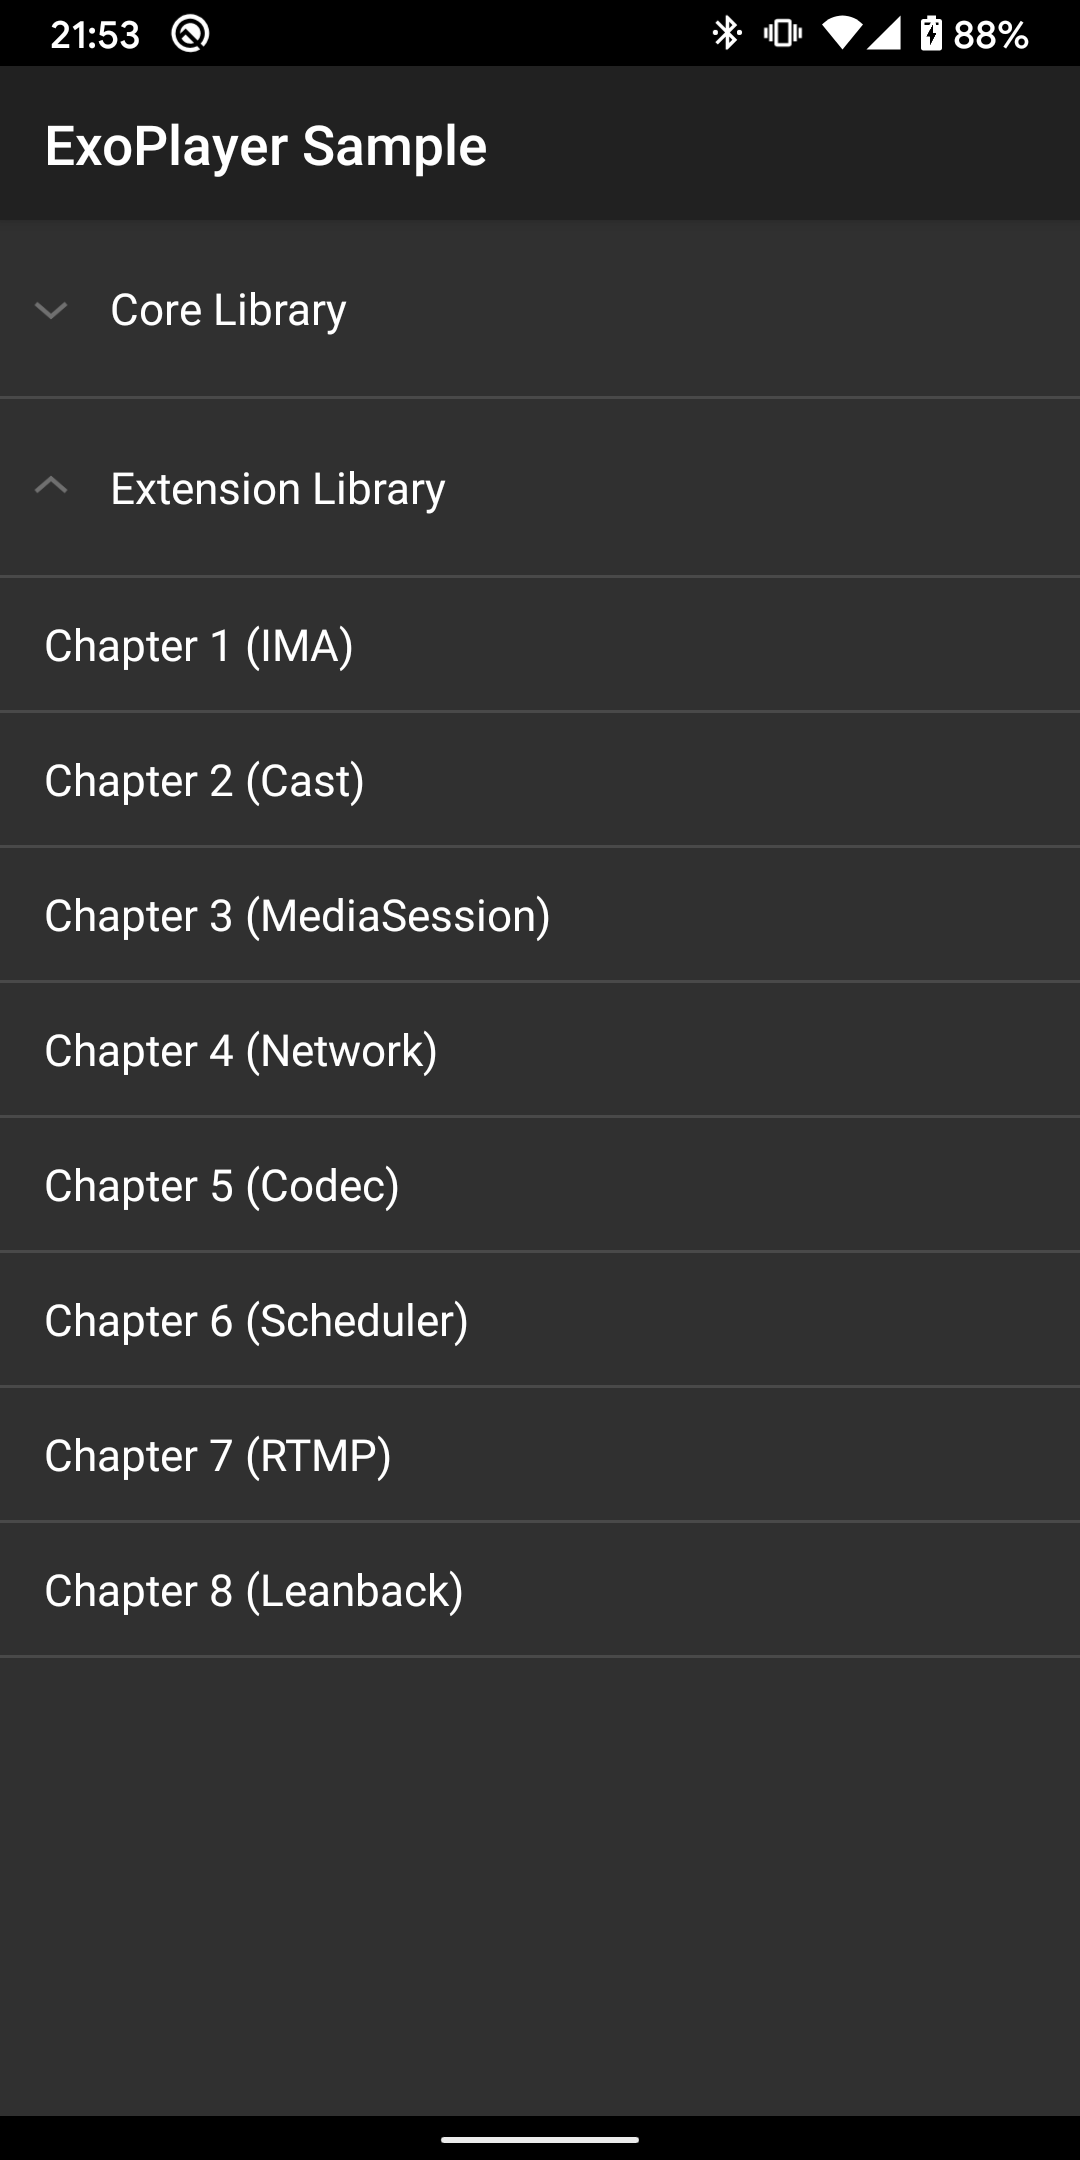 21:53 88%
ExoPlayer Sample
Core Library
Extension Library
Chapter 1 (IMA)
Chapter 2 (Cast)
Chapter 3 (MediaSession)
Chapter 4 (Network)
Chapter 5 (Codec)
Chapter 6 (Scheduler)
Chapter 7 (RTMP)
Chapter 8 (Leanback)